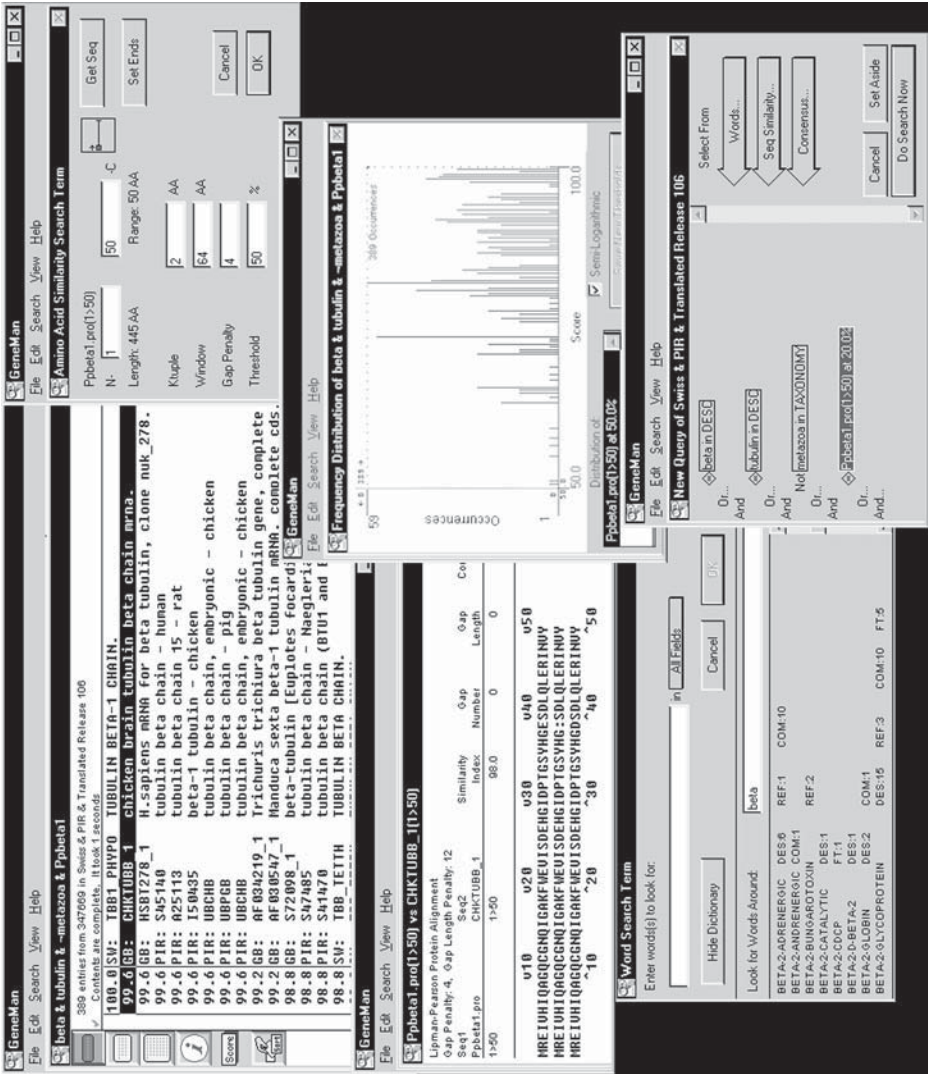 GeneMan
File Edit Search View Help
beta & tubulin & ~metazoa & Ppbeta1
389 entries from 347669 in Swiss & PIR & Translated Release 106
Contents are complete. It took 1 seconds
100.0 SW: TBB1 PHYPO TUBULIN BETA-1 CHAIN.
99.6 GB: CHKTUBB 1 chicken brain tubulin beta chain mrna.
99.6 GB: HSBT278_1 H.sapiens mRNA for beta tubulin, clone nuk_278.
99.6 PIR: S45140 tubulin beta chain - human
99.6 PIR: A25113 tubulin beta chain 15 - rat
99.6 PIR: I50435 beta-1 tubulin - chicken
99.6 PIR: UBCHB tubulin beta chain, embryonic - chicken
99.6 PIR: UBPGB tubulin beta chain - pig
99.6 PIR: UBCHB tubulin beta chain, embryonic - chicken
99.2 GB: AF034219_1 Trichuris trichiura beta tubulin gene, complete
99.2 GB: AF030547_1 Manduca sexta beta-1 tubulin mRNA. complete cds.
98.8 GB: S72098_1 beta-tubulin [Euplotes focardi
98.8 PIR: S47485 tubulin beta chain - Naegleria
98.8 PIR: S41470 tubulin beta chain (BTU1 and B
98.8 SW: TBB_TETTH TUBULIN BETA CHAIN.
Score
Sort
GeneMan
File Edit Search View Help
Amino Acid Similarity Search Term
Ppbeta1.pro(1>50)
N- 1 50 -C
Length: 445 AA Range: 50 AA
Get Seq
Set Ends
Ktuple 2 AA
Window 64 AA
Gap Penalty 4
Threshold 50 %
Cancel
OK
GeneMan
File Edit Search View Help
Ppbeta1.pro(1>50) vs CHKTUBB_1(1>50)
Lipman-Pearson Protein Alignment
Gap Penalty: 4, Gap Length Penalty: 12
Seq1 Seq2 Similarity Gap Gap
Ppbeta1.pro CHKTUBB_1 Index Number Length
1>50 1>50 98.0 0 0
v10 v20 v30 v40 v50
MREIVHIQAGQCGNQIGAKFWEVISDEHGIDPTGSYHGESDLQLERINVY
MREIVHIQAGQCGNQIGAKFWEVISDEHGIDPTGSYHG:SDLQLERINVY
MREIVHIQAGQCGNQIGAKFWEVISDEHGIDPTGSYHGDSDLQLERINVY
^10 ^20 ^30 ^40 ^50
GeneMan
File Edit Search View Help
Frequency Distribution of beta & tubulin & ~metazoa & Ppbeta1
389 Occurrences
59
Occurrences
1
50.0 Score 100.0
Distribution of:
Semi-Logarithmic
Ppbeta1.pro(1>50) at 50.0%
Word Search Term
Enter words(s) to look for:
in All Fields
Hide Dictionary Cancel OK
Look for Words Around: beta
BETA-2-ADRENERGIC DES:6 REF:1 COM:10
BETA-2-ANDRENERGIC COM:1
BETA-2-BUNGAROTOXIN REF:2
BETA-2-CATALYTIC DES:1
BETA-2-CDCP FT:1
BETA-2-D-BETA-2 DES:1
BETA-2-GLOBIN DES:2 COM:1
BETA-2-GLYCOPROTEIN DES:15 REF:3 COM:10 FT:5
GeneMan
File Edit Search View Help
New Query of Swiss & PIR & Translated Release 106
beta in DESC
Or...
And
tubulin in DESC
Or...
And
Not metazoa in TAXONOMY
Or...
And
Ppbeta1.pro(1>50) at 20.0%
Or...
And...
Select From
Words...
Seq Similarity...
Consensus...
Cancel Set Aside
Do Search Now